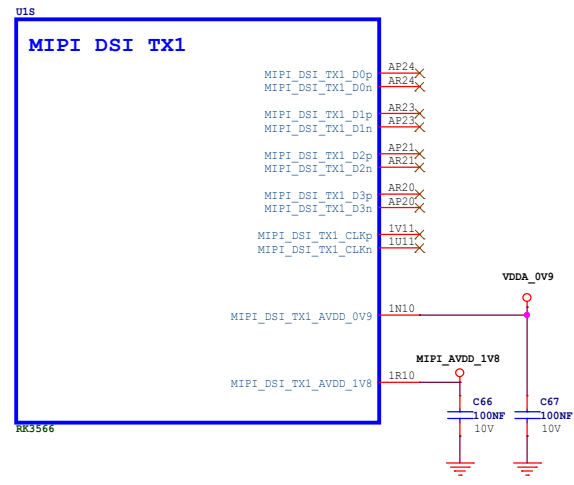 U1S
MIPI DSI TX1
MIPI_DSI_TX1_D0p AP24
MIPI_DSI_TX1_D0n AR24
MIPI_DSI_TX1_D1p AR23
MIPI_DSI_TX1_D1n AP23
MIPI_DSI_TX1_D2p AP21
MIPI_DSI_TX1_D2n AR21
MIPI_DSI_TX1_D3p AR20
MIPI_DSI_TX1_D3n AP20
MIPI_DSI_TX1_CLKp 1V11
MIPI_DSI_TX1_CLKn 1U11
VDDA_0V9
MIPI_DSI_TX1_AVDD_0V9 1N10
MIPI_AVDD_1V8
MIPI_DSI_TX1_AVDD_1V8 1R10
C66 C67
100NF 100NF
10V 10V
RK3566